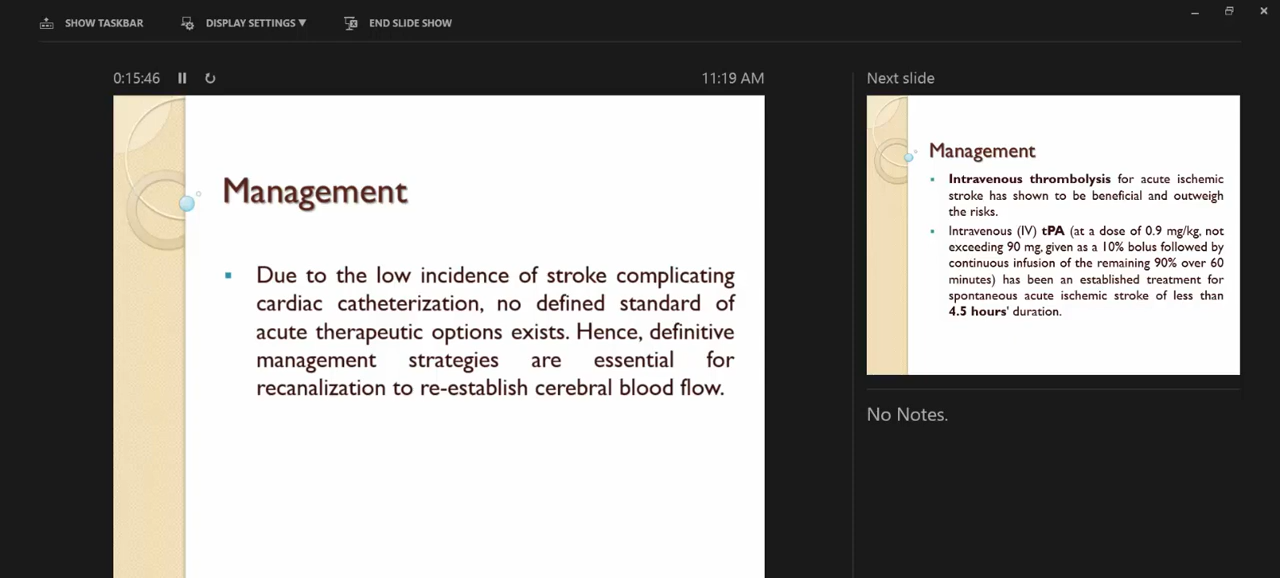 SHOW TASKBAR
DISPLAY SETTINGS ▼
END SLIDE SHOW
0:15:46
11:19 AM
Management
Due to the low incidence of stroke complicating
cardiac catheterization, no defined standard of
acute therapeutic options exists. Hence, definitive
management strategies are essential for
recanalization to re-establish cerebral blood flow.
Next slide
Management
Intravenous thrombolysis for acute ischemic
stroke has shown to be beneficial and outweigh
the risks.
Intravenous (IV) tPA (at a dose of 0.9 mg/kg, not
exceeding 90 mg, given as a 10% bolus followed by
continuous infusion of the remaining 90% over 60
minutes) has been an established treatment for
spontaneous acute ischemic stroke of less than
4.5 hours' duration.
No Notes.